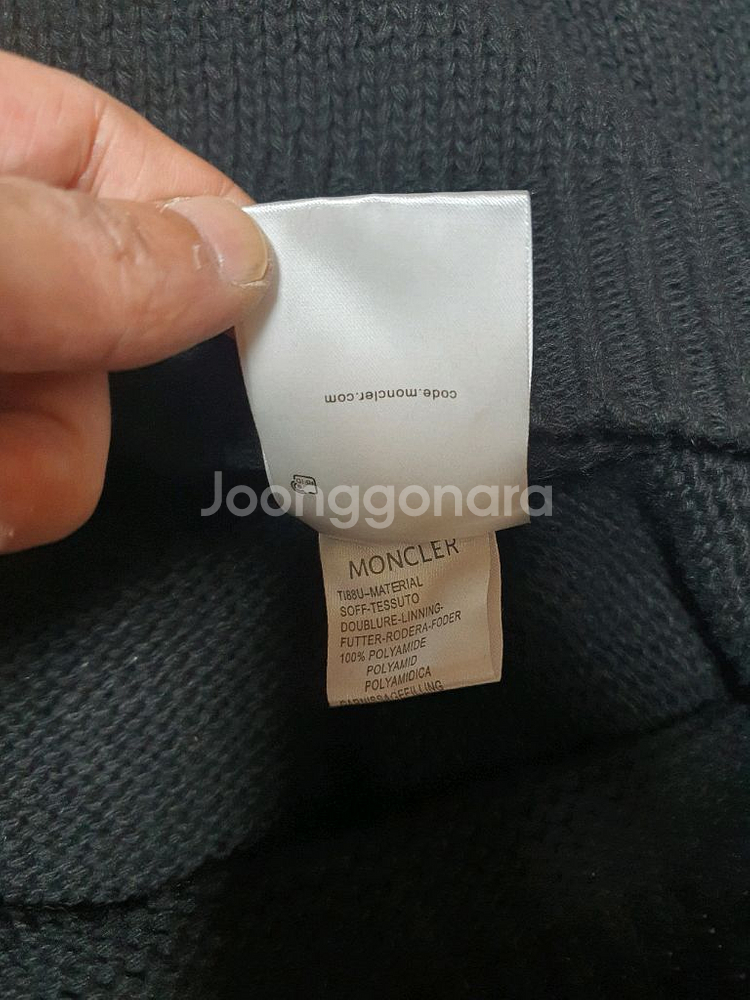 code.moncler.com
Joonggonara
MONCLER
TI88U-MATERIAL
SOFF-TESSUTO
DOUBLURE-LINNING-
FUTTER-RODERA-FODER
100% POLYAMIDE
POLYAMID
POLYAMIDICA